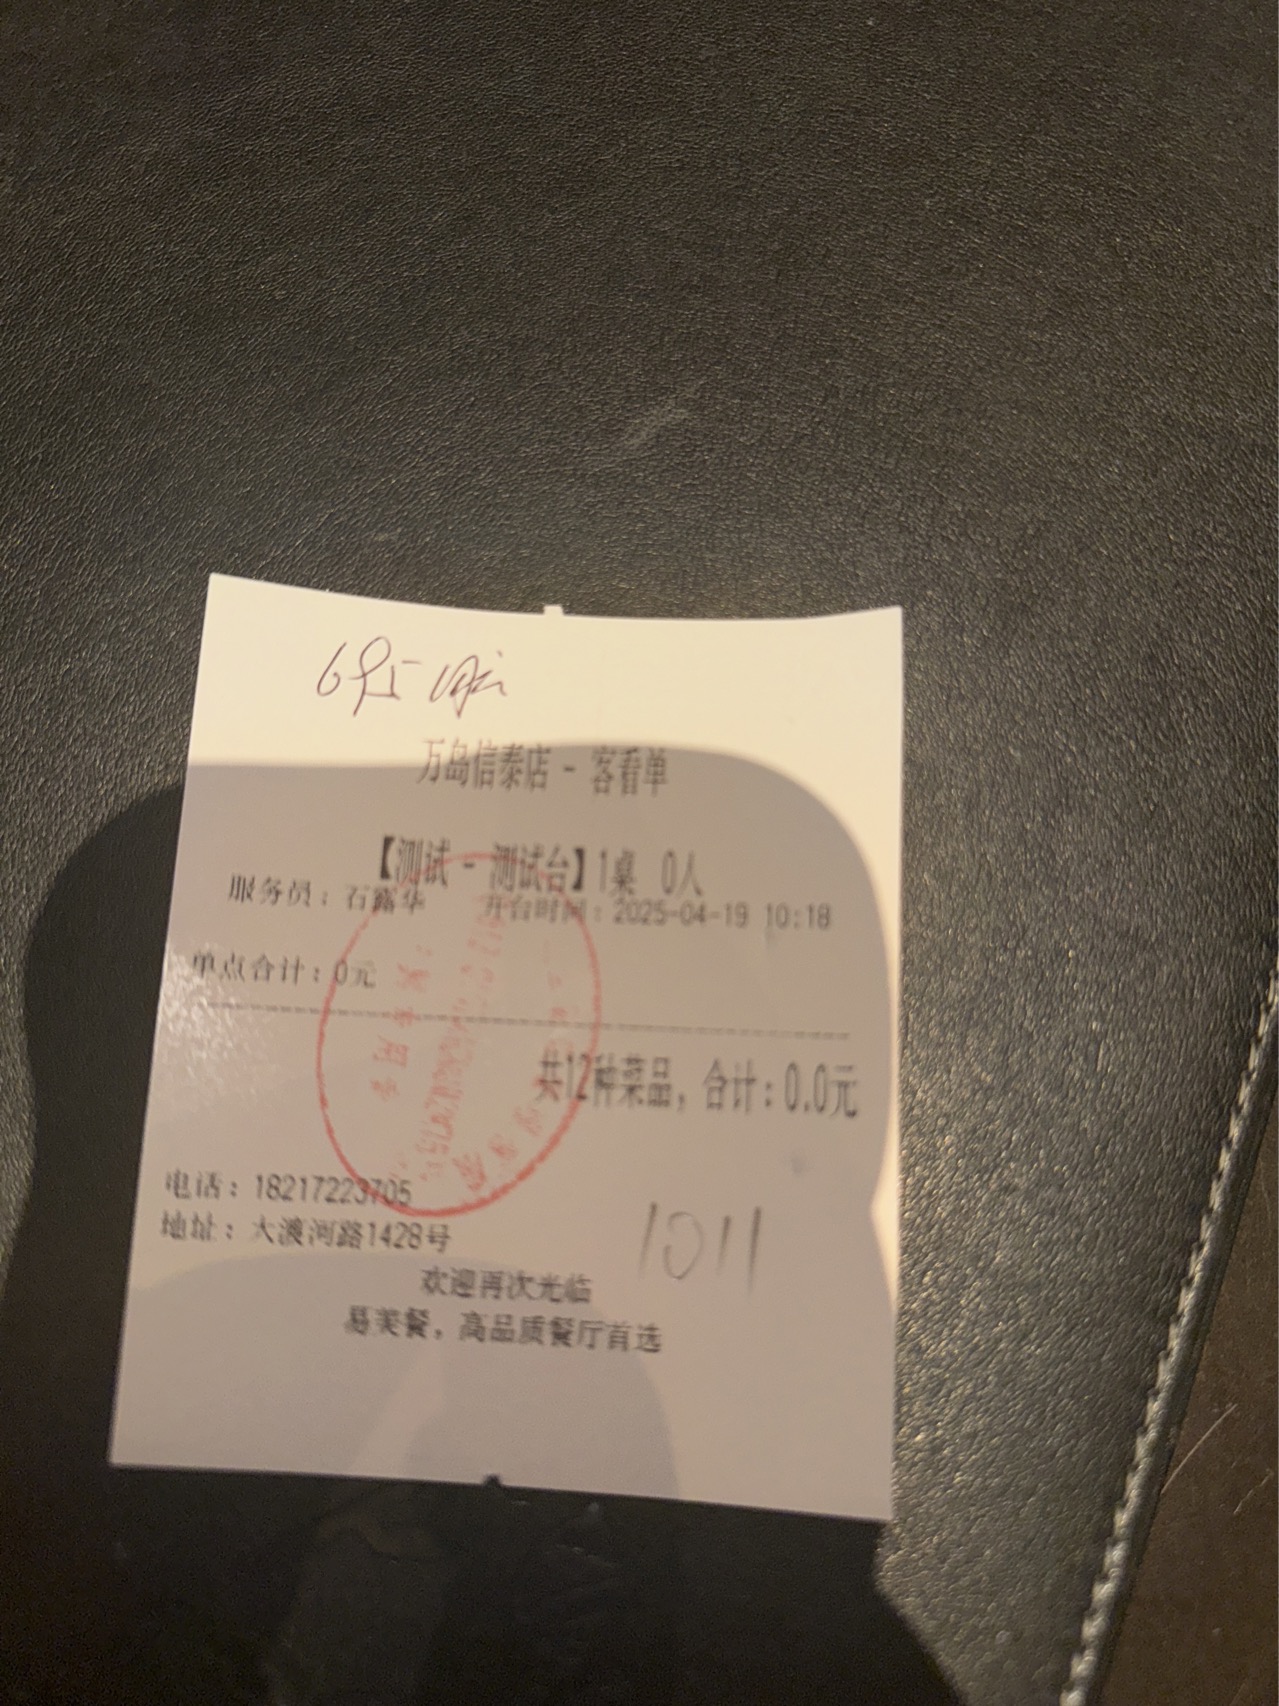 万岛信泰店 - 客看单
【测试 - 测试台】1桌 0人
服务员：石露华 开台时间：2025-04-19 10:18
单点合计：0元
共12种菜品，合计：0.0元
电话：18217223705
地址：大渡河路1428号
1011
欢迎再次光临
易美餐，高品质餐厅首选